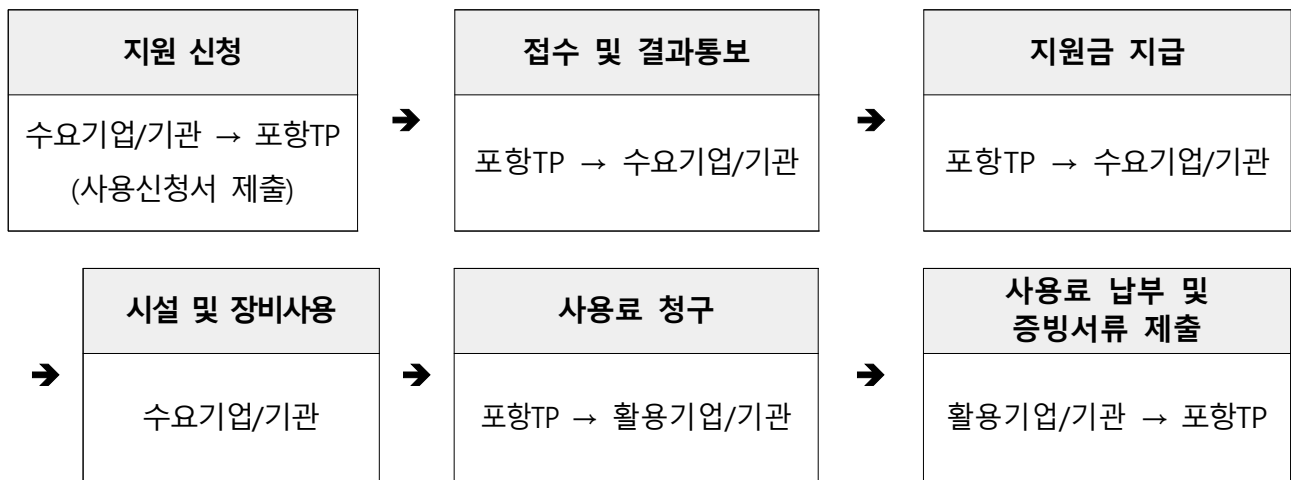 지원 신청
수요기업/기관 → 포항TP
(사용신청서 제출)
➔
접수 및 결과통보
포항TP → 수요기업/기관
➔
지원금 지급
포항TP → 수요기업/기관
➔
시설 및 장비사용
수요기업/기관
➔
사용료 청구
포항TP → 활용기업/기관
➔
사용료 납부 및
증빙서류 제출
활용기업/기관 → 포항TP